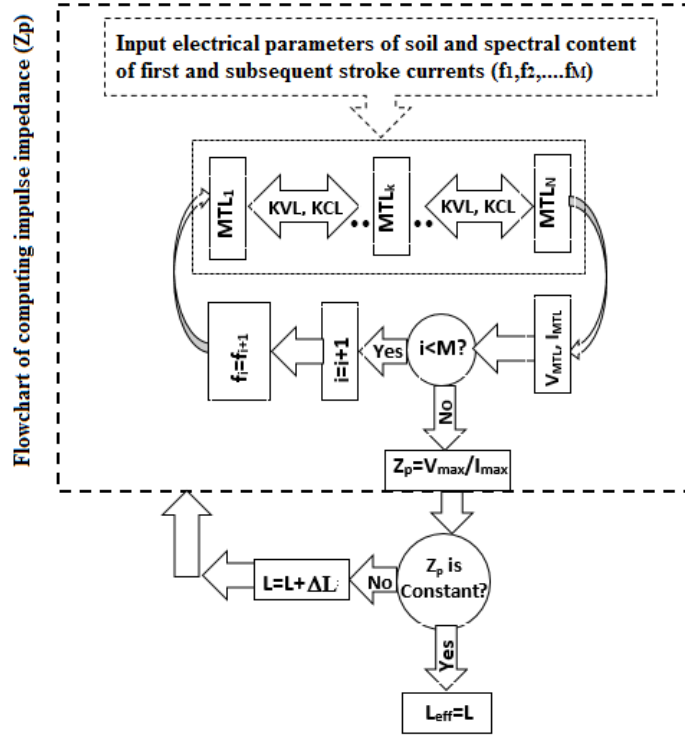 Flowchart of computing impulse impedance (Zp)
Input electrical parameters of soil and spectral content
of first and subsequent stroke currents (f1,f2,....fM)
MTL1
KVL, KCL
..
MTLk
..
KVL, KCL
MTLN
fi=fi+1
i=i+1
Yes
i<M?
VMTL, IMTL
No
Zp=Vmax/Imax
L=L+ΔL
No
Zp is
Constant?
Yes
Leff=L